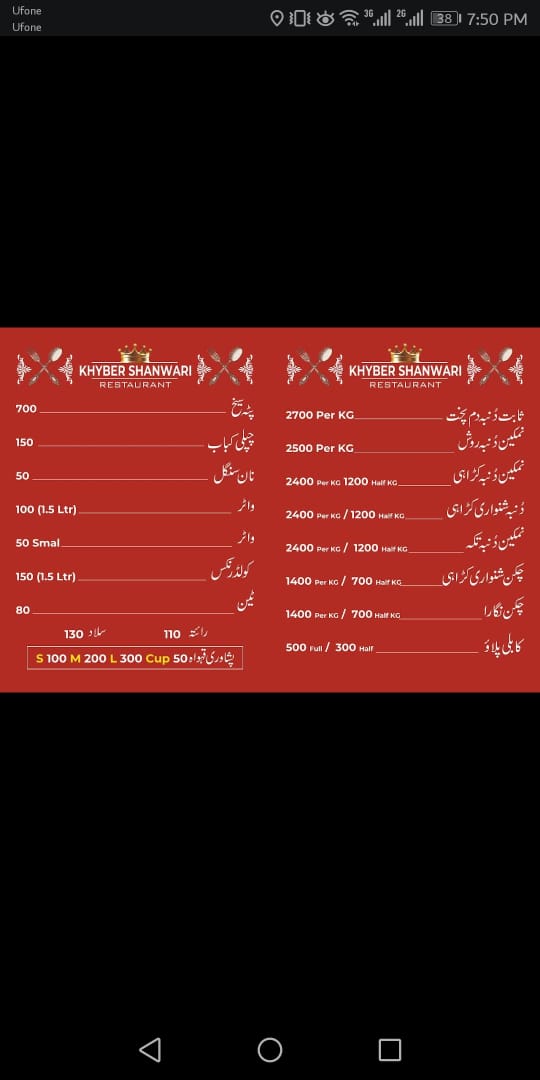 Ufone
Ufone
3G 2G 38 7:50 PM
KHYBER SHANWARI
RESTAURANT
700 پٹہ سیخ
150 چپلی کباب
50 نان سنگل
100 (1.5 Ltr) واٹر
50 Smal واٹر
150 (1.5 Ltr) کولڈرنکس
80 ٹین
130 سلاد 110 رائتہ
S 100 M 200 L 300 Cup 50 پشاوری قہواہ
KHYBER SHANWARI
RESTAURANT
2700 Per KG ثابت دُنبہ دم پخت
2500 Per KG نمکین دُنبہ روش
2400 Per KG 1200 Half KG نمکین دُنبہ کڑاہی
2400 Per KG / 1200 Half KG دُنبہ شنواری کڑاہی
2400 Per KG / 1200 Half KG نمکین دُنبہ تکہ
1400 Per KG / 700 Half KG چکن شنواری کڑاہی
1400 Per KG / 700 Half KG چکن نگارا
500 Full / 300 Half کابلی پلاؤ